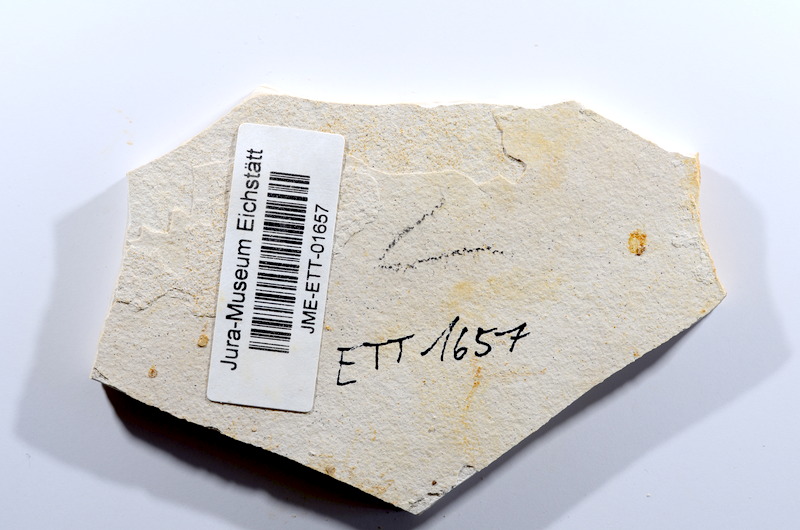 Jura-Museum Eichstätt
JME-ETT-01657
ETT 1657